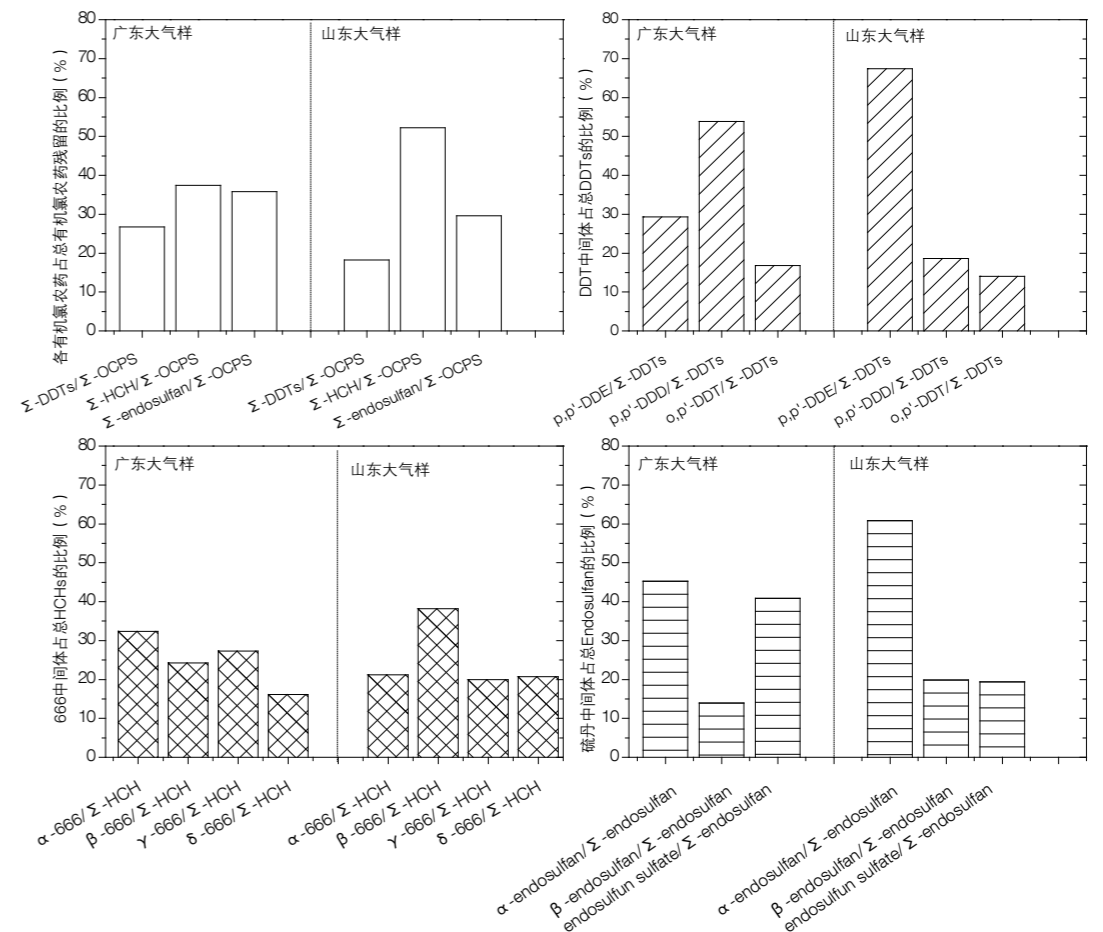 各有机氯农药占总有机氯农药残留的比例(%)
80
70
60
50
40
30
20
10
0
广东大气样
山东大气样
Σ-DDTs/Σ-OCPS
Σ-HCH/Σ-OCPS
Σ-endosulfan/Σ-OCPS
Σ-DDTs/Σ-OCPS
Σ-HCH/Σ-OCPS
Σ-endosulfan/Σ-OCPS
DDT中间体占总DDTs的比例(%)
80
70
60
50
40
30
20
10
0
广东大气样
山东大气样
p,p'-DDE/Σ-DDTs
p,p'-DDD/Σ-DDTs
o,p'-DDT/Σ-DDTs
p,p'-DDE/Σ-DDTs
p,p'-DDD/Σ-DDTs
o,p'-DDT/Σ-DDTs
666中间体占总HCHs的比例(%)
80
70
60
50
40
30
20
10
0
广东大气样
山东大气样
α-666/Σ-HCH
β-666/Σ-HCH
γ-666/Σ-HCH
δ-666/Σ-HCH
α-666/Σ-HCH
β-666/Σ-HCH
γ-666/Σ-HCH
δ-666/Σ-HCH
硫丹中间体占总Endosulfan的比例(%)
80
70
60
50
40
30
20
10
0
广东大气样
山东大气样
α-endosulfan/Σ-endosulfan
β-endosulfan/Σ-endosulfan
endosulfun sulfate/Σ-endosulfan
α-endosulfan/Σ-endosulfan
β-endosulfan/Σ-endosulfan
endosulfun sulfate/Σ-endosulfan